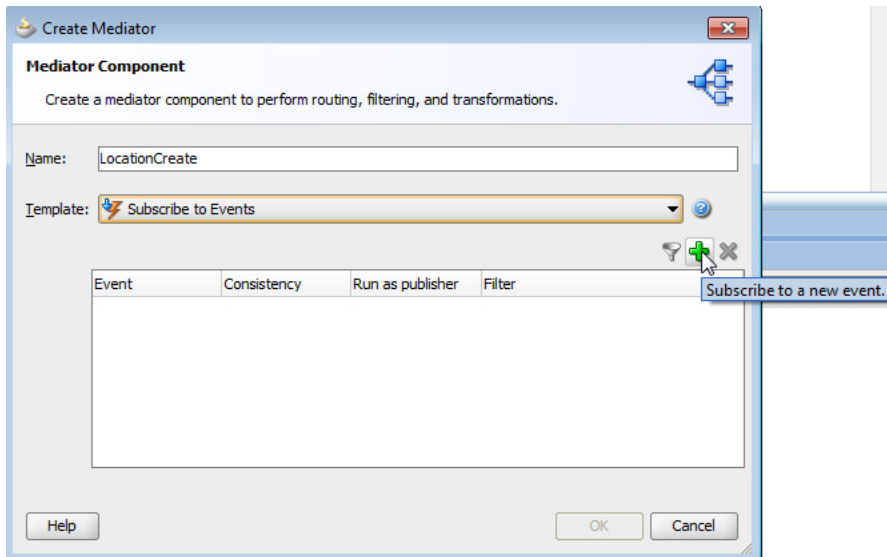 Create Mediator
Mediator Component
Create a mediator component to perform routing, filtering, and transformations.
Name: LocationCreate
Template: Subscribe to Events
Event Consistency Run as publisher Filter
Subscribe to a new event.
Help OK Cancel